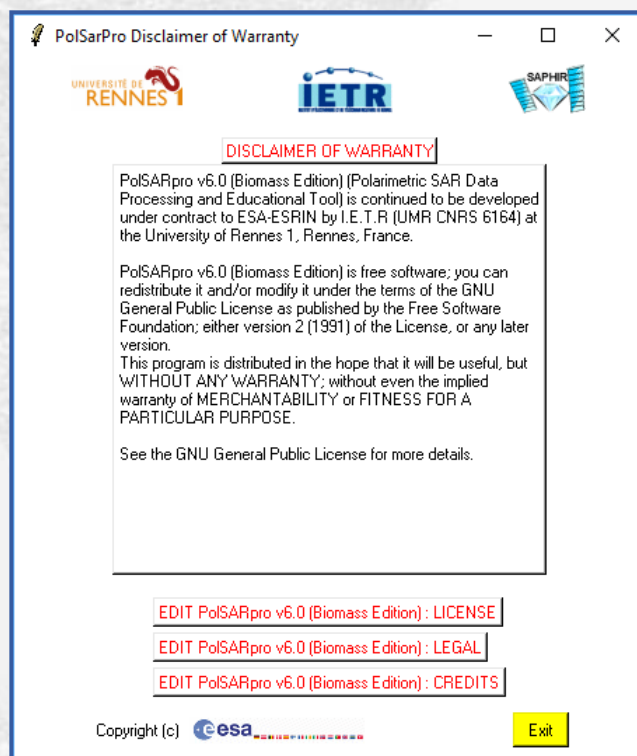 PolSarPro Disclaimer of Warranty
UNIVERSITÉ DE
RENNES 1
IETR
SAPHIR
DISCLAIMER OF WARRANTY
PolSARpro v6.0 (Biomass Edition) (Polarimetric SAR Data
Processing and Educational Tool) is continued to be developed
under contract to ESA-ESRIN by I.E.T.R (UMR CNRS 6164) at
the University of Rennes 1, Rennes, France.
PolSARpro v6.0 (Biomass Edition) is free software; you can
redistribute it and/or modify it under the terms of the GNU
General Public License as published by the Free Software
Foundation; either version 2 (1991) of the License, or any later
version.
This program is distributed in the hope that it will be useful, but
WITHOUT ANY WARRANTY; without even the implied
warranty of MERCHANTABILITY or FITNESS FOR A
PARTICULAR PURPOSE.
See the GNU General Public License for more details.
EDIT PolSARpro v6.0 (Biomass Edition) : LICENSE
EDIT PolSARpro v6.0 (Biomass Edition) : LEGAL
EDIT PolSARpro v6.0 (Biomass Edition) : CREDITS
Copyright (c) esa
Exit